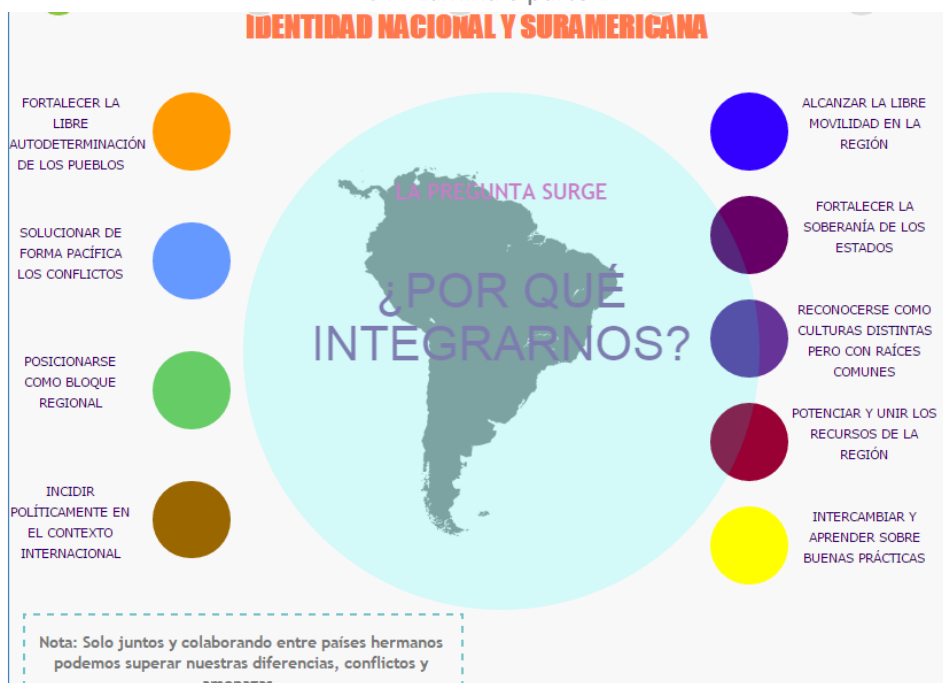 IDENTIDAD NACIONAL Y SURAMERICANA
FORTALECER LA
LIBRE
AUTODETERMINACIÓN
DE LOS PUEBLOS
SOLUCIONAR DE
FORMA PACÍFICA
LOS CONFLICTOS
POSICIONARSE
COMO BLOQUE
REGIONAL
INCIDIR
POLÍTICAMENTE EN
EL CONTEXTO
INTERNACIONAL
LA PREGUNTA SURGE
¿POR QUÉ
INTEGRARNOS?
ALCANZAR LA LIBRE
MOVILIDAD EN LA
REGIÓN
FORTALECER LA
SOBERANÍA DE LOS
ESTADOS
RECONOCERSE COMO
CULTURAS DISTINTAS
PERO CON RAÍCES
COMUNES
POTENCIAR Y UNIR LOS
RECURSOS DE LA
REGIÓN
INTERCAMBIAR Y
APRENDER SOBRE
BUENAS PRÁCTICAS
Nota: Solo juntos y colaborando entre países hermanos
podemos superar nuestras diferencias, conflictos y